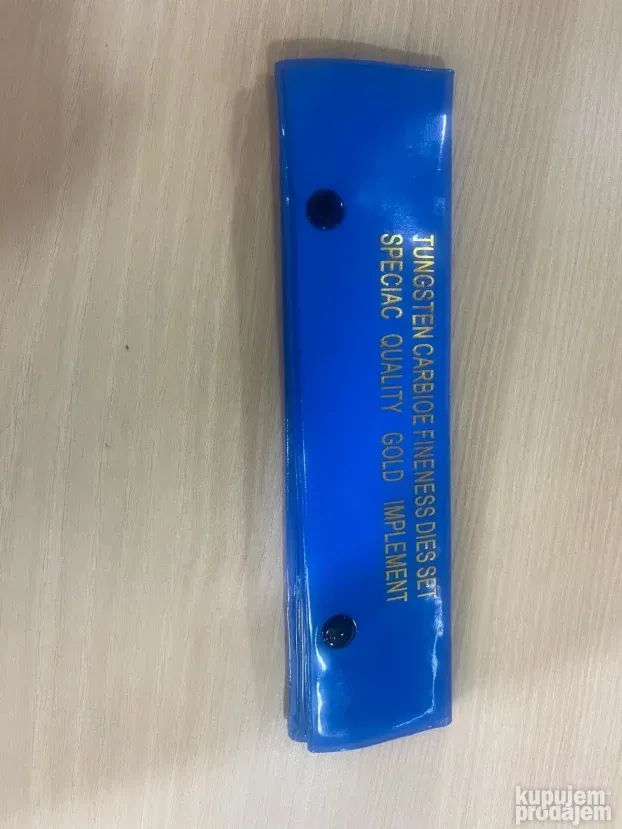 TUNGSTEN CARBIOE FINENESS DIES SET
SPECIAC QUALITY GOLD IMPLEMENT
kupujem
prodajem